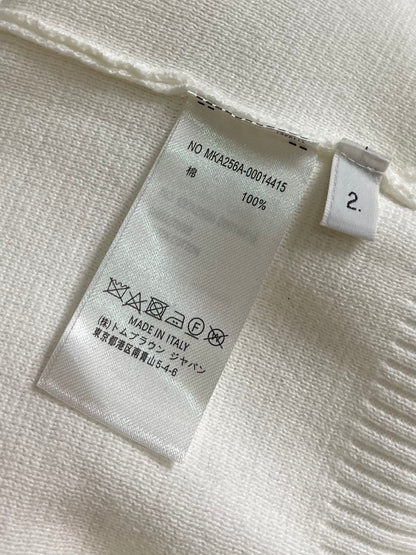 NO MKA256A-00014415
棉 100%
F
MADE IN ITALY
(株)トムブラウン ジャパン
東京都港区南青山5-4-6
2.